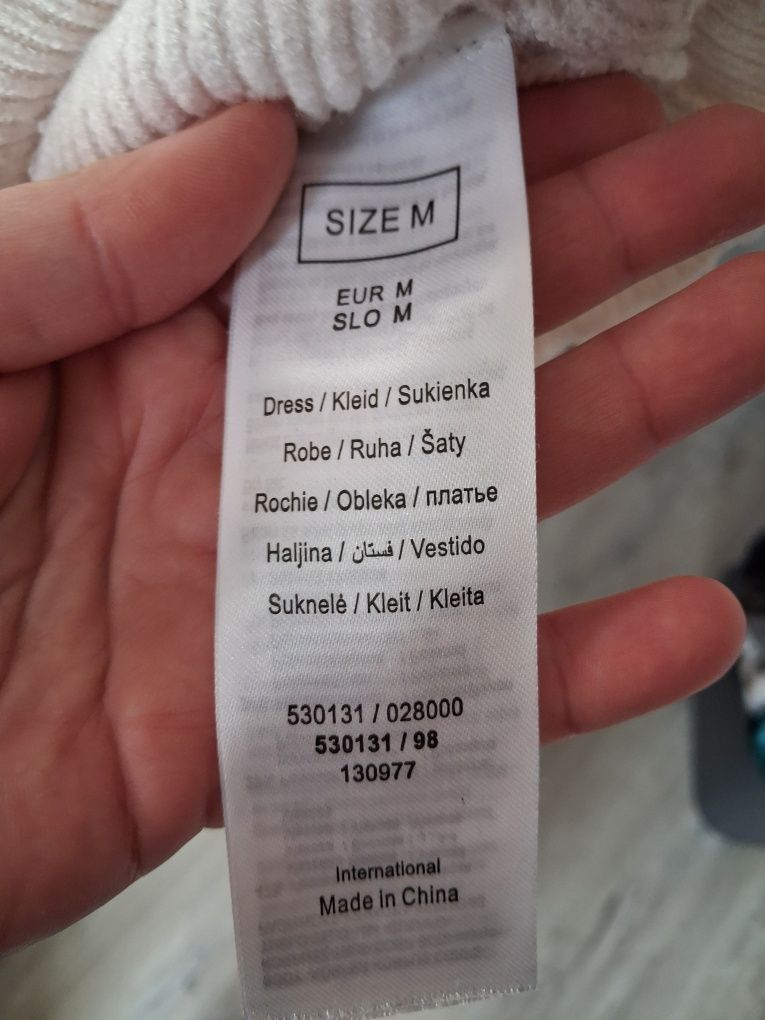 SIZE M
EUR M
SLO M
Dress / Kleid / Sukienka
Robe / Ruha / Šaty
Rochie / Obleka / платье
Haljina / فستان / Vestido
Suknelė / Kleit / Kleita
530131 / 028000
530131 / 98
130977
International
Made in China